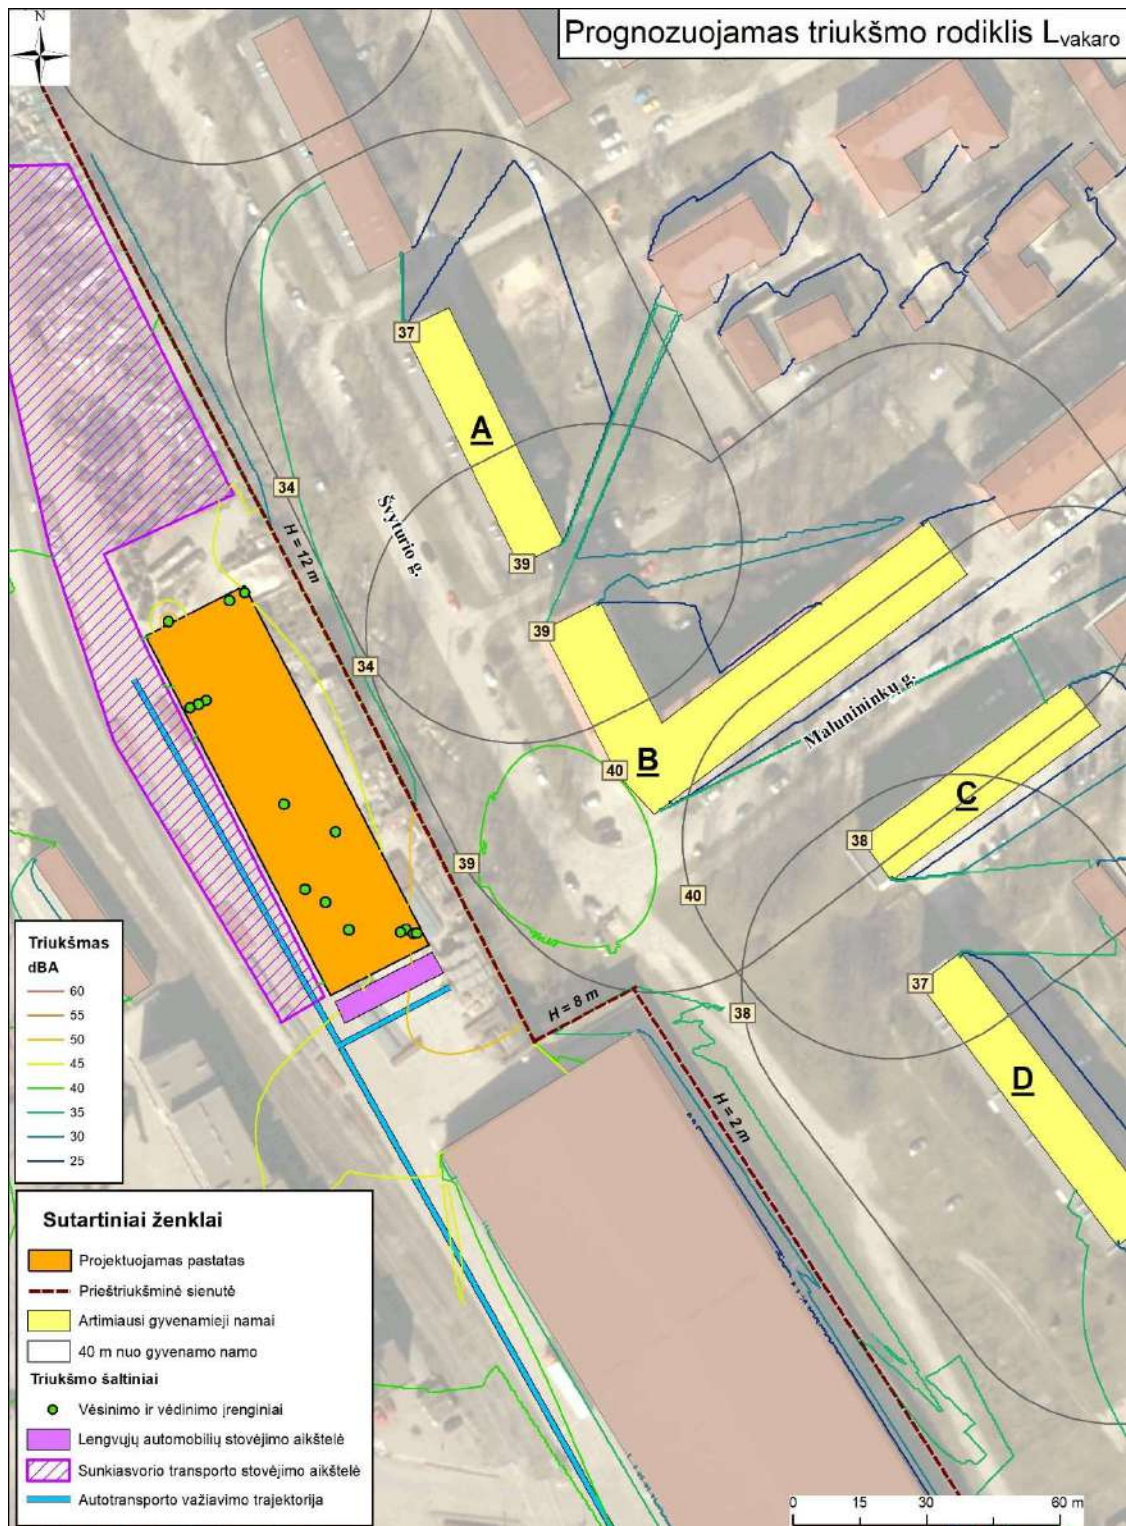 N
Prognozuojamas triukšmo rodiklis Lvakaro
37
A
34
H = 12 m
Švyturio g.
39
39
34
B
40
Malunininkų g.
C
38
39
40
37
H = 8 m
38
D
H = 2 m
Triukšmas
dBA
60
55
50
45
40
35
30
25
Sutartiniai ženklai
Projektuojamas pastatas
Prieštriukšminė sienutė
Artimiausi gyvenamieji namai
40 m nuo gyvenamo namo
Triukšmo šaltiniai
Vėsinimo ir vėdinimo įrenginiai
Lengvųjų automobilių stovėjimo aikštelė
Sunkiasvorio transporto stovėjimo aikštelė
Autotransporto važiavimo trajektorija
0 15 30 60 m